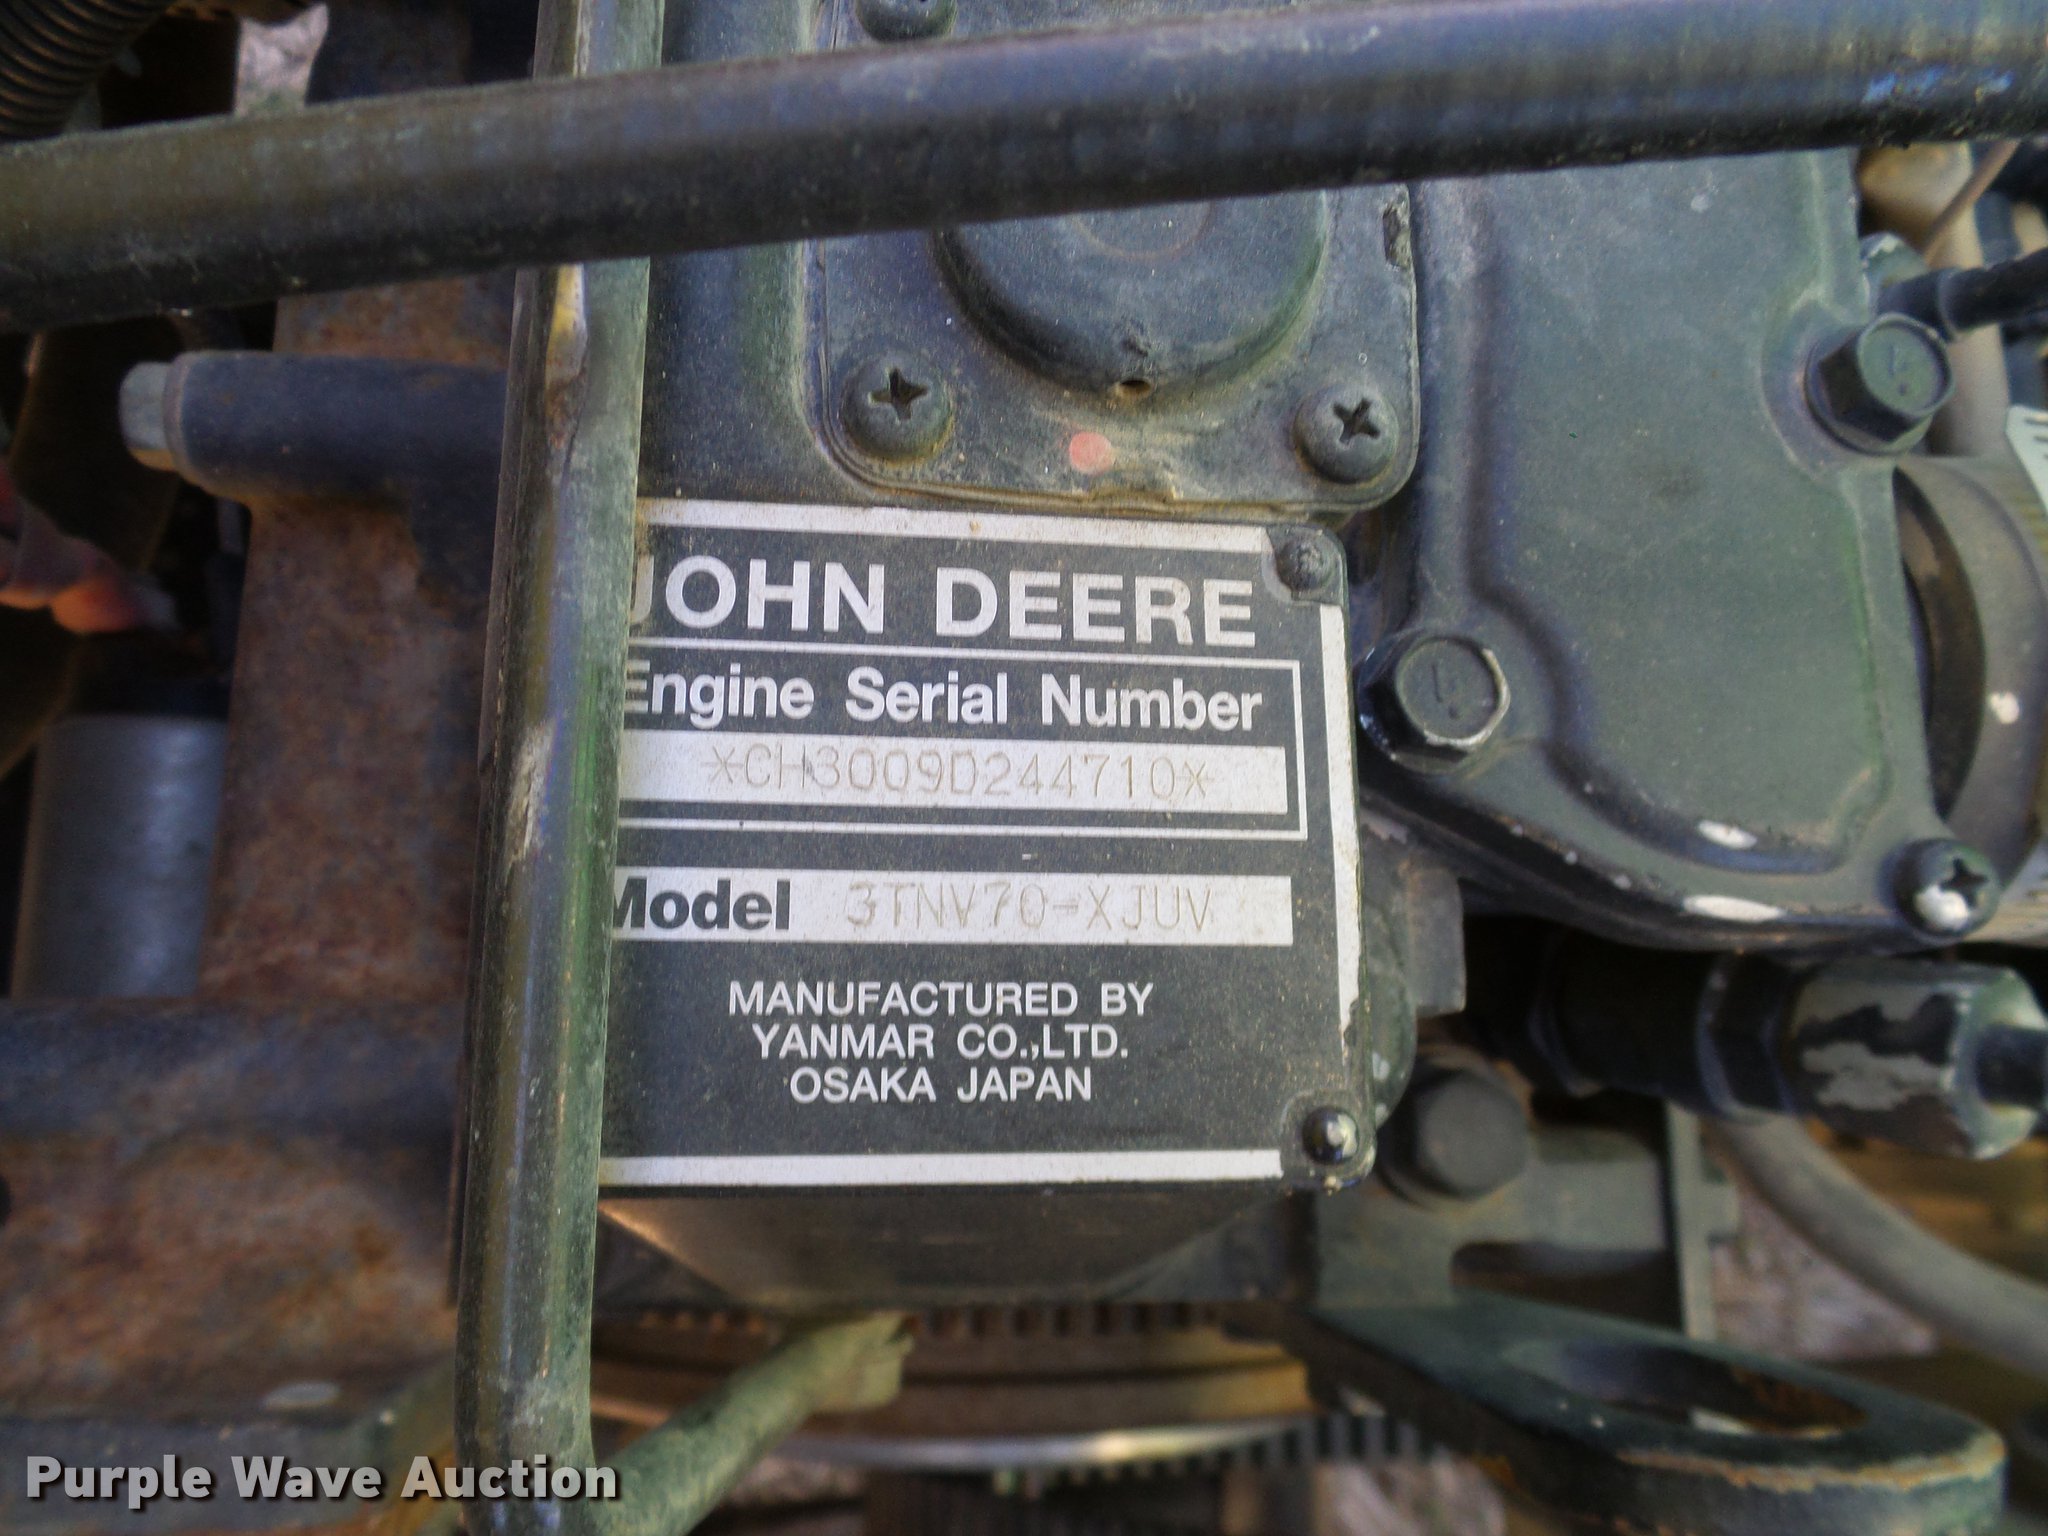 JOHN DEERE
Engine Serial Number
*CH3009D244710*
Model 3TNV70-XJUV
MANUFACTURED BY
YANMAR CO.,LTD.
OSAKA JAPAN
Purple Wave Auction